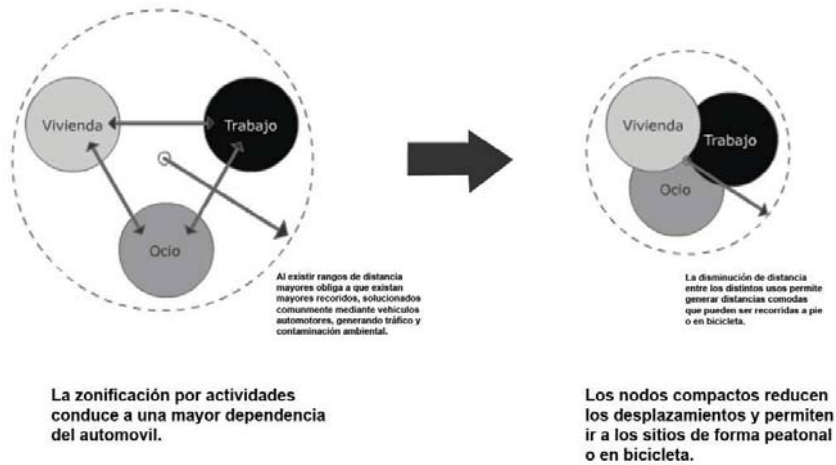 Vivienda
Trabajo
Ocio
Al existir rangos de distancia
mayores obliga a que existan
mayores recoridos, solucionados
comunmente mediante vehículos
automotores, generando tráfico y
contaminación ambiental.
La zonificación por actividades
conduce a una mayor dependencia
del automovil.
Vivienda
Trabajo
Ocio
La disminución de distancia
entre los distintos usos permite
generar distancias comodas
que pueden ser recorridas a pie
o en bicicleta.
Los nodos compactos reducen
los desplazamientos y permiten
ir a los sitios de forma peatonal
o en bicicleta.